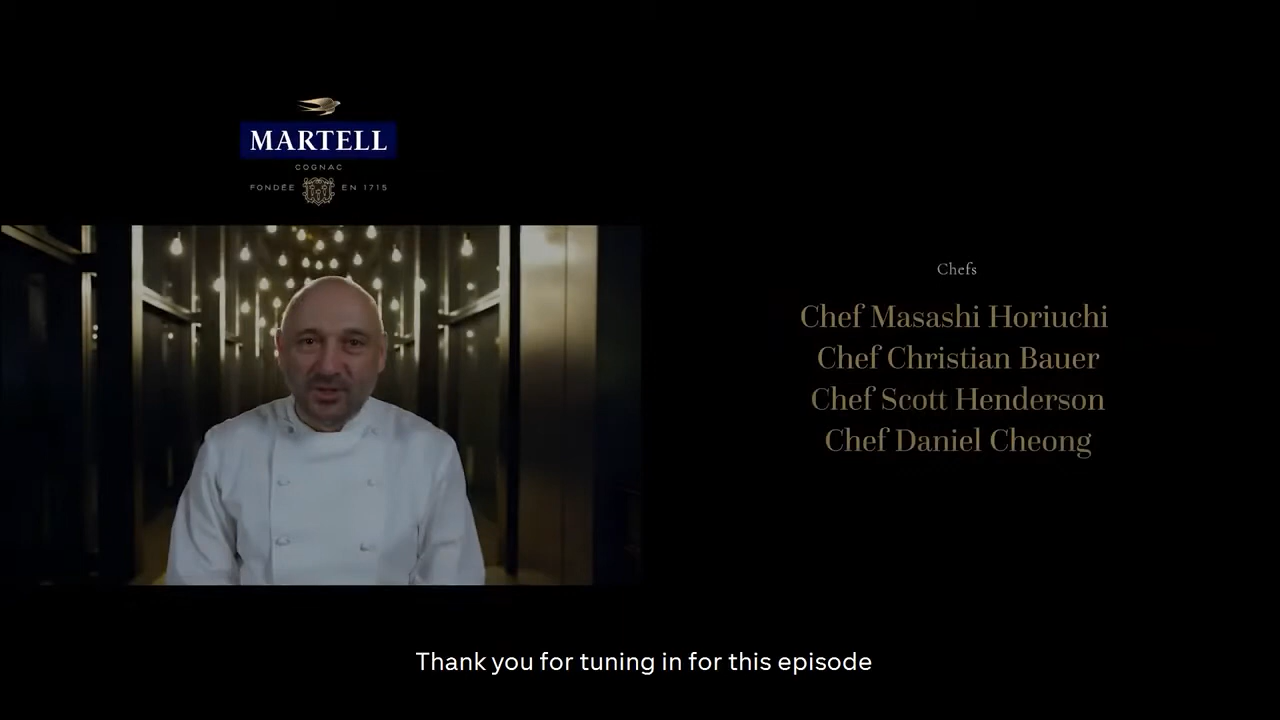 MARTELL
COGNAC
FONDÉE EN 1715
Chefs
Chef Masashi Horiuchi
Chef Christian Bauer
Chef Scott Henderson
Chef Daniel Cheong
Thank you for tuning in for this episode